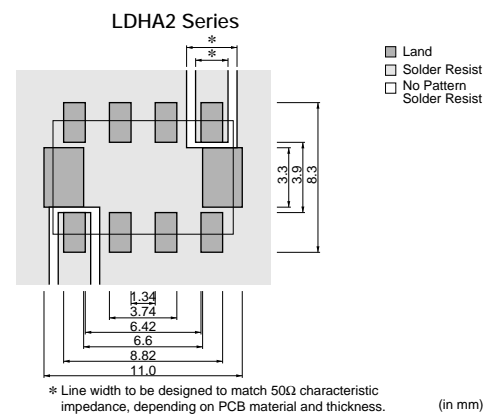 LDHA2 Series
*
*
Land
Solder Resist
No Pattern
Solder Resist
3.3
3.9
8.3
1.34
3.74
6.42
6.6
8.82
11.0
* Line width to be designed to match 50Ω characteristic
impedance, depending on PCB material and thickness.
(in mm)